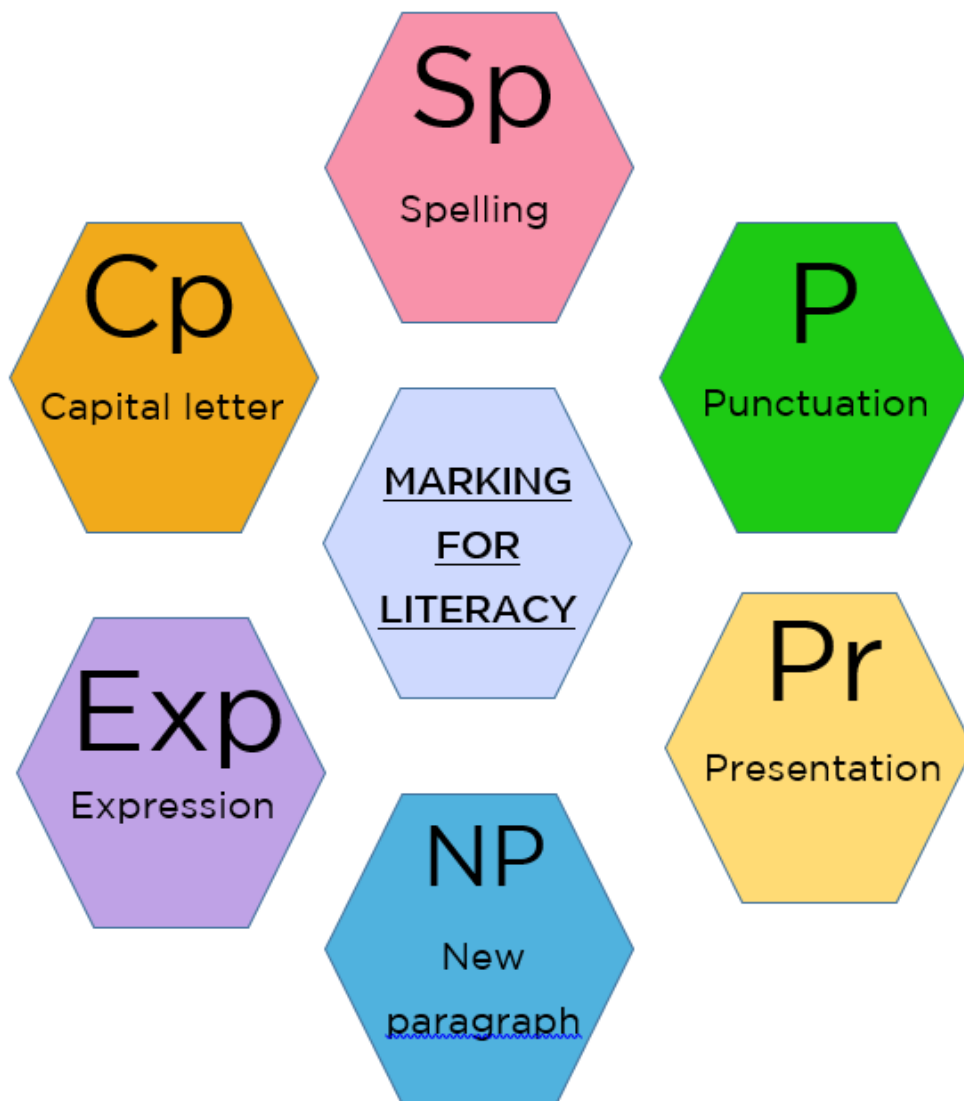 Sp
Spelling
Cp
Capital letter
P
Punctuation
MARKING
FOR
LITERACY
Exp
Expression
Pr
Presentation
NP
New
paragraph